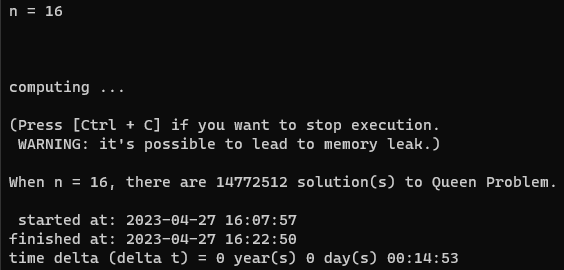 n = 16
computing ...
(Press [Ctrl + C] if you want to stop execution.
WARNING: it's possible to lead to memory leak.)
When n = 16, there are 14772512 solution(s) to Queen Problem.
started at: 2023-04-27 16:07:57
finished at: 2023-04-27 16:22:50
time delta (delta t) = 0 year(s) 0 day(s) 00:14:53